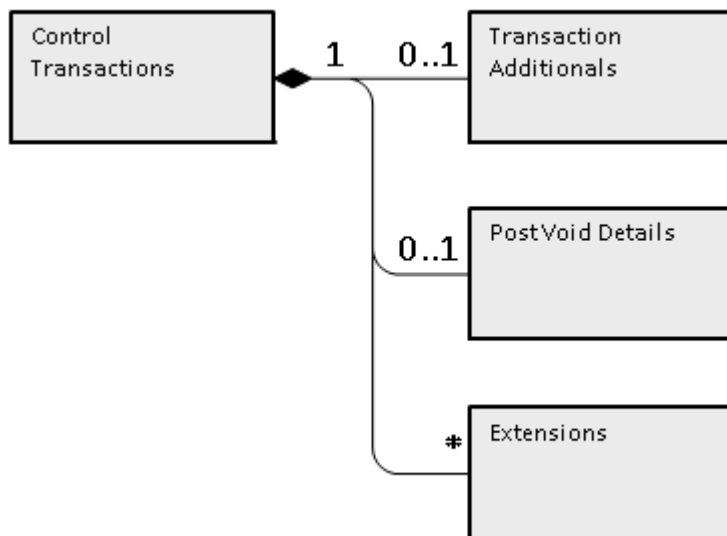 Control
Transactions
1
0..1
Transaction
Additionals
0..1
PostVoid Details
*
Extensions